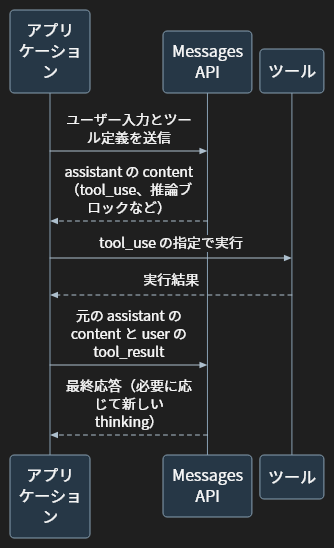 アプリ
ケーショ
ン
Messages
API
ツール
ユーザー入力とツー
ル定義を送信
assistant の content
（tool_use、推論ブ
ロックなど）
tool_use の指定で実行
実行結果
元の assistant の
content と user の
tool_result
最終応答（必要に応
じて新しい
thinking）
アプリ
ケーショ
ン
Messages
API
ツール